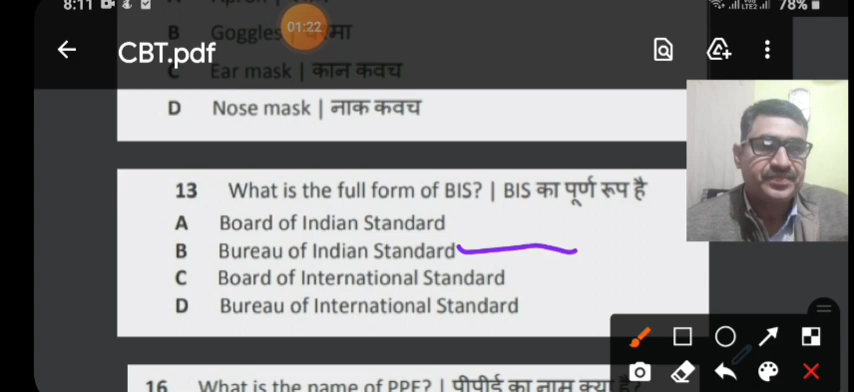 8:11
78%
01:22
B Goggles |
CBT.pdf
C Ear mask | कान कवच
D Nose mask | नाक कवच
13 What is the full form of BIS? | BIS का पूर्ण रूप है
A Board of Indian Standard
B Bureau of Indian Standard
C Board of International Standard
D Bureau of International Standard
16 What is the name of PPE? | पीपीई का नाम क्या है?